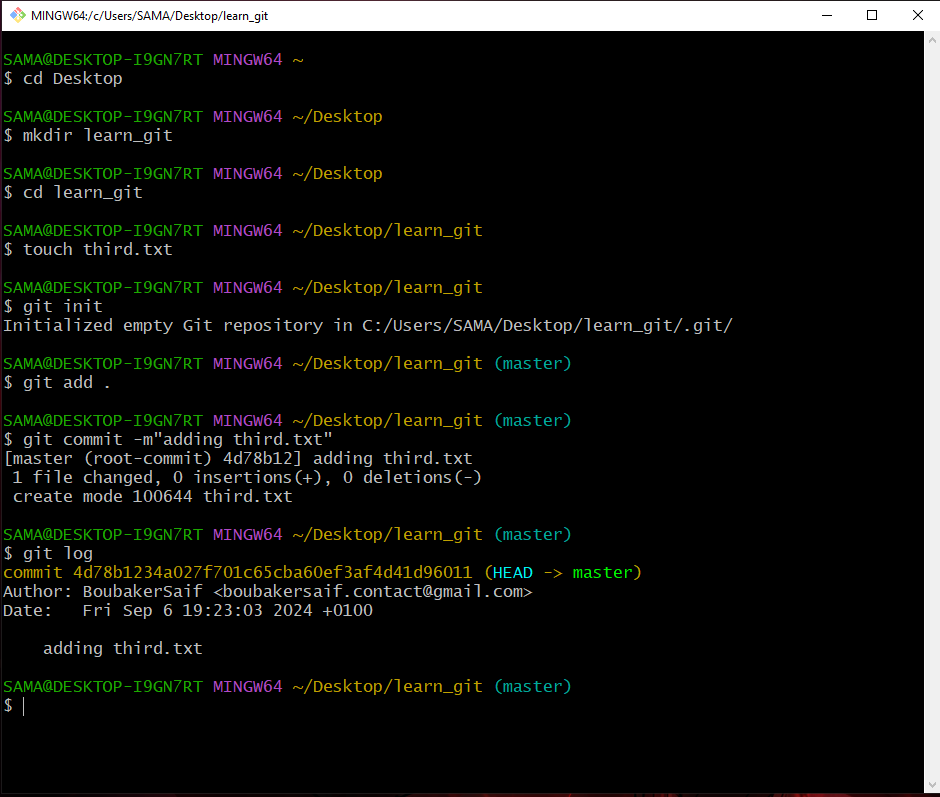 MINGW64:/c/Users/SAMA/Desktop/learn_git
SAMA@DESKTOP-I9GN7RT MINGW64 ~
$ cd Desktop
SAMA@DESKTOP-I9GN7RT MINGW64 ~/Desktop
$ mkdir learn_git
SAMA@DESKTOP-I9GN7RT MINGW64 ~/Desktop
$ cd learn_git
SAMA@DESKTOP-I9GN7RT MINGW64 ~/Desktop/learn_git
$ touch third.txt
SAMA@DESKTOP-I9GN7RT MINGW64 ~/Desktop/learn_git
$ git init
Initialized empty Git repository in C:/Users/SAMA/Desktop/learn_git/.git/
SAMA@DESKTOP-I9GN7RT MINGW64 ~/Desktop/learn_git (master)
$ git add .
SAMA@DESKTOP-I9GN7RT MINGW64 ~/Desktop/learn_git (master)
$ git commit -m"adding third.txt"
[master (root-commit) 4d78b12] adding third.txt
 1 file changed, 0 insertions(+), 0 deletions(-)
 create mode 100644 third.txt
SAMA@DESKTOP-I9GN7RT MINGW64 ~/Desktop/learn_git (master)
$ git log
commit 4d78b1234a027f701c65cba60ef3af4d41d96011 (HEAD -> master)
Author: BoubakerSaif <boubakersaif.contact@gmail.com>
Date:   Fri Sep 6 19:23:03 2024 +0100
    adding third.txt
SAMA@DESKTOP-I9GN7RT MINGW64 ~/Desktop/learn_git (master)
$